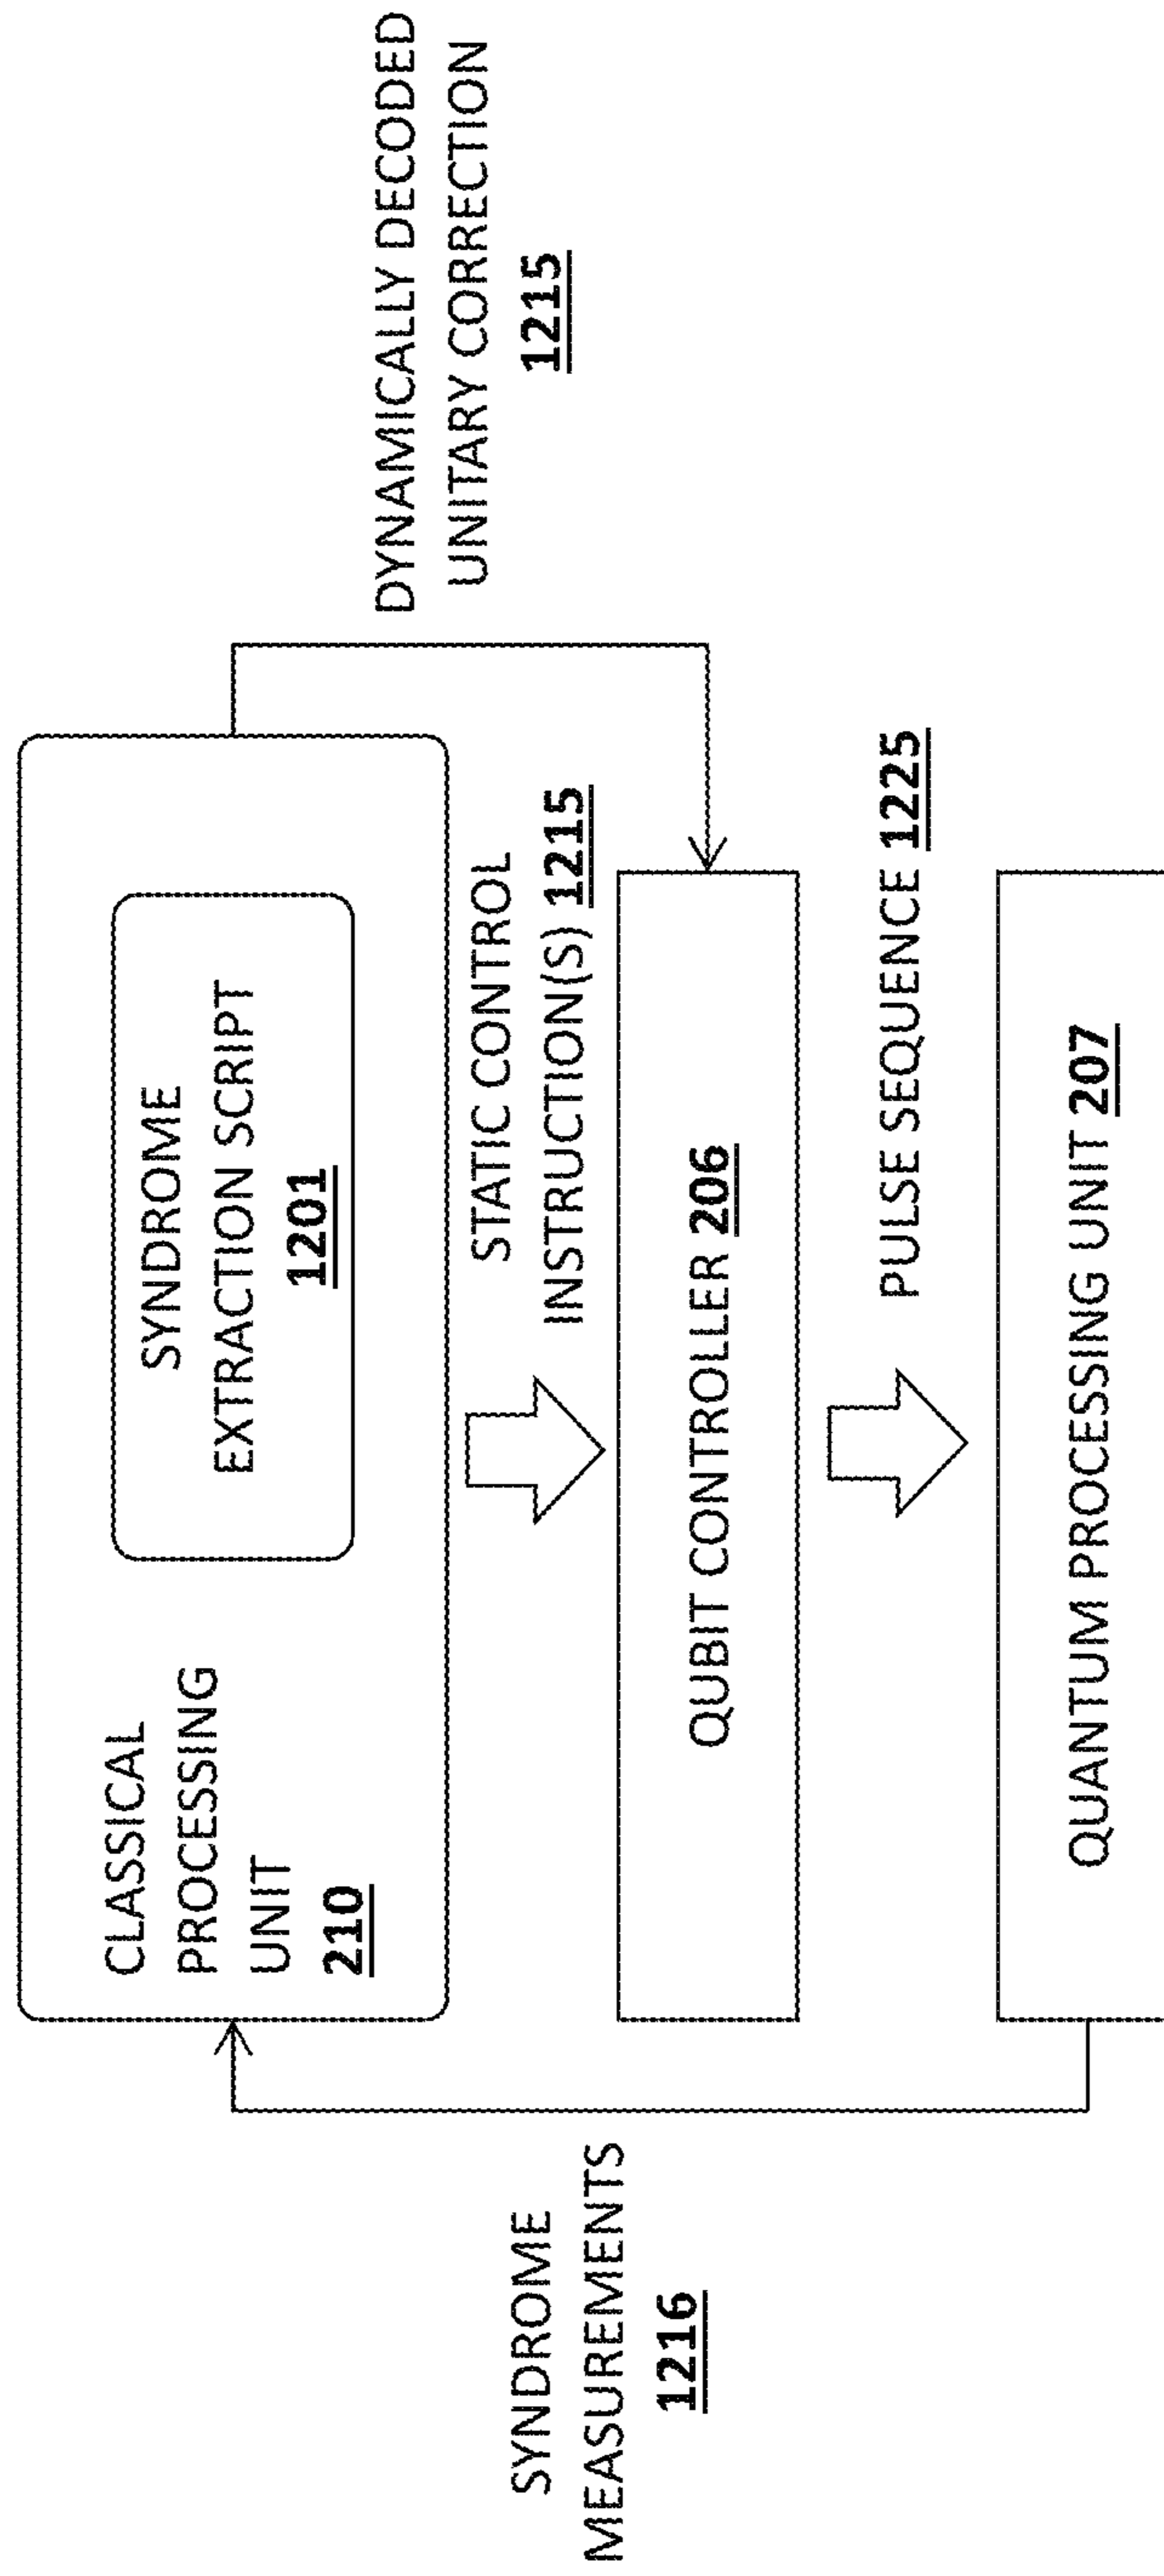 CLASSICAL
PROCESSING
UNIT
210
SYNDROME
EXTRACTION SCRIPT
1201
DYNAMICALLY DECODED
UNITARY CORRECTION
1215
STATIC CONTROL
INSTRUCTION(S) 1215
SYNDROME
MEASUREMENTS
1216
QUBIT CONTROLLER 206
PULSE SEQUENCE 1225
QUANTUM PROCESSING UNIT 207